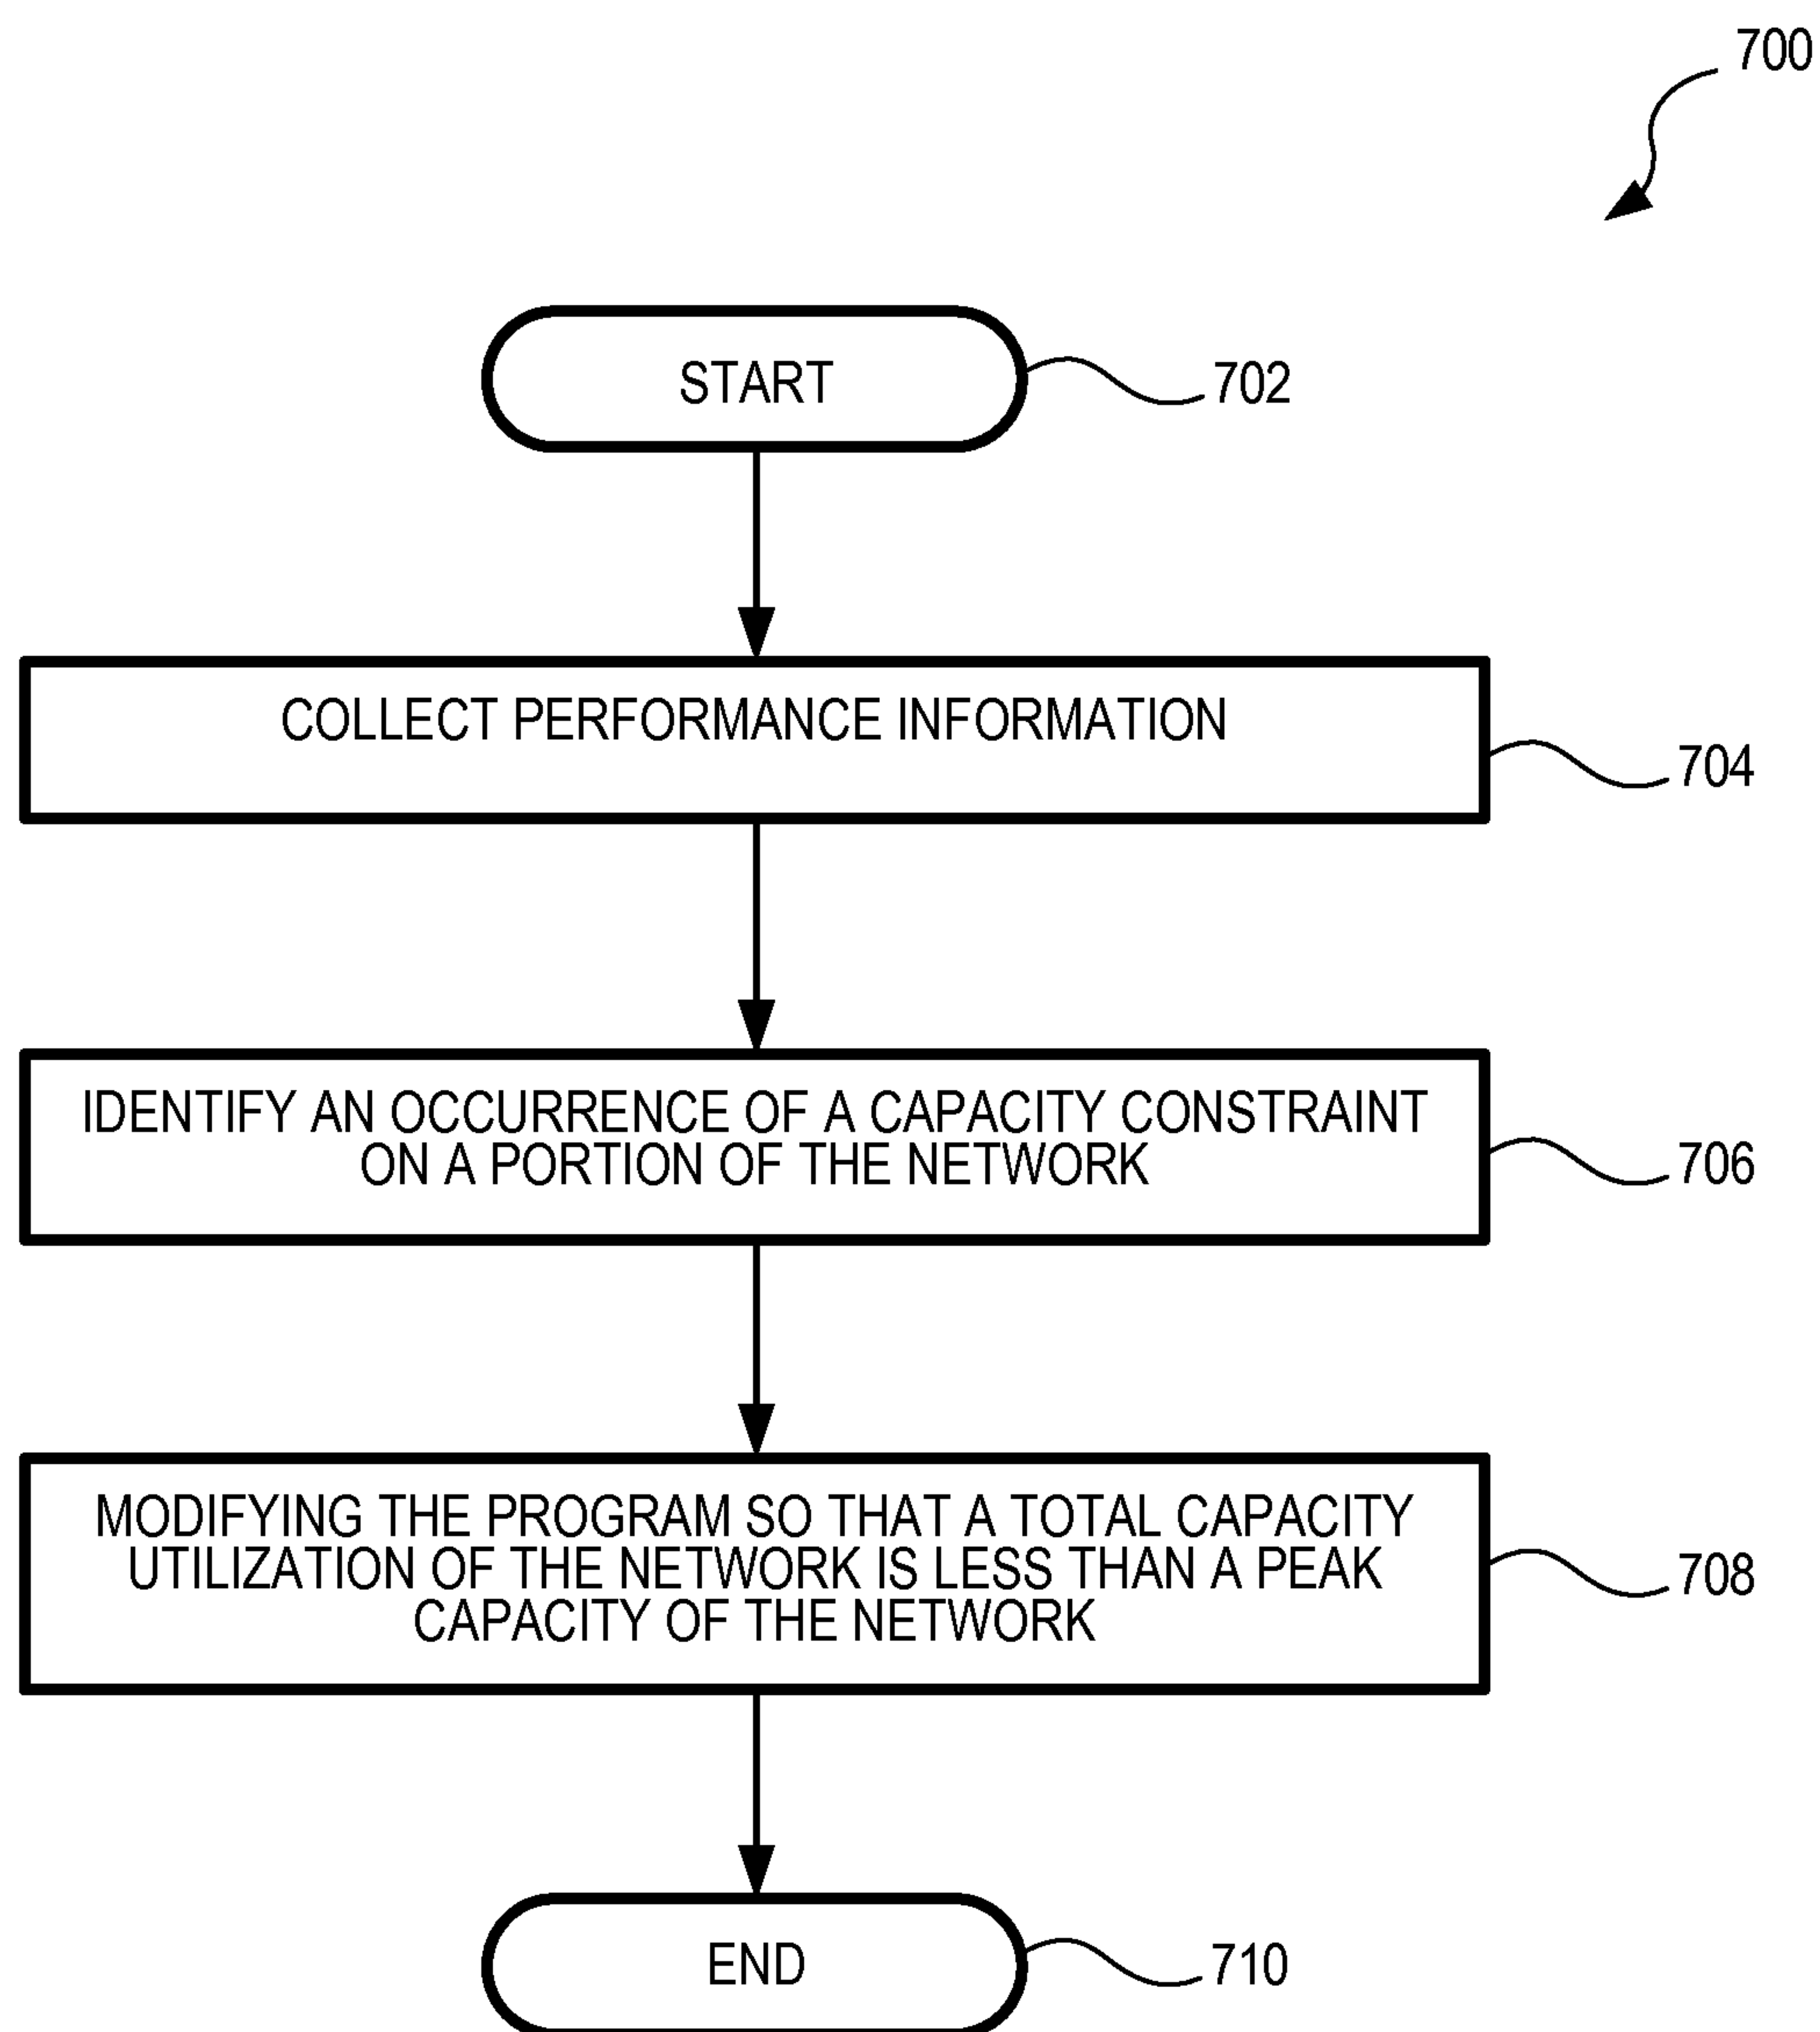 700
START
702
COLLECT PERFORMANCE INFORMATION
704
IDENTIFY AN OCCURRENCE OF A CAPACITY CONSTRAINT
ON A PORTION OF THE NETWORK
706
MODIFYING THE PROGRAM SO THAT A TOTAL CAPACITY
UTILIZATION OF THE NETWORK IS LESS THAN A PEAK
CAPACITY OF THE NETWORK
708
END
710